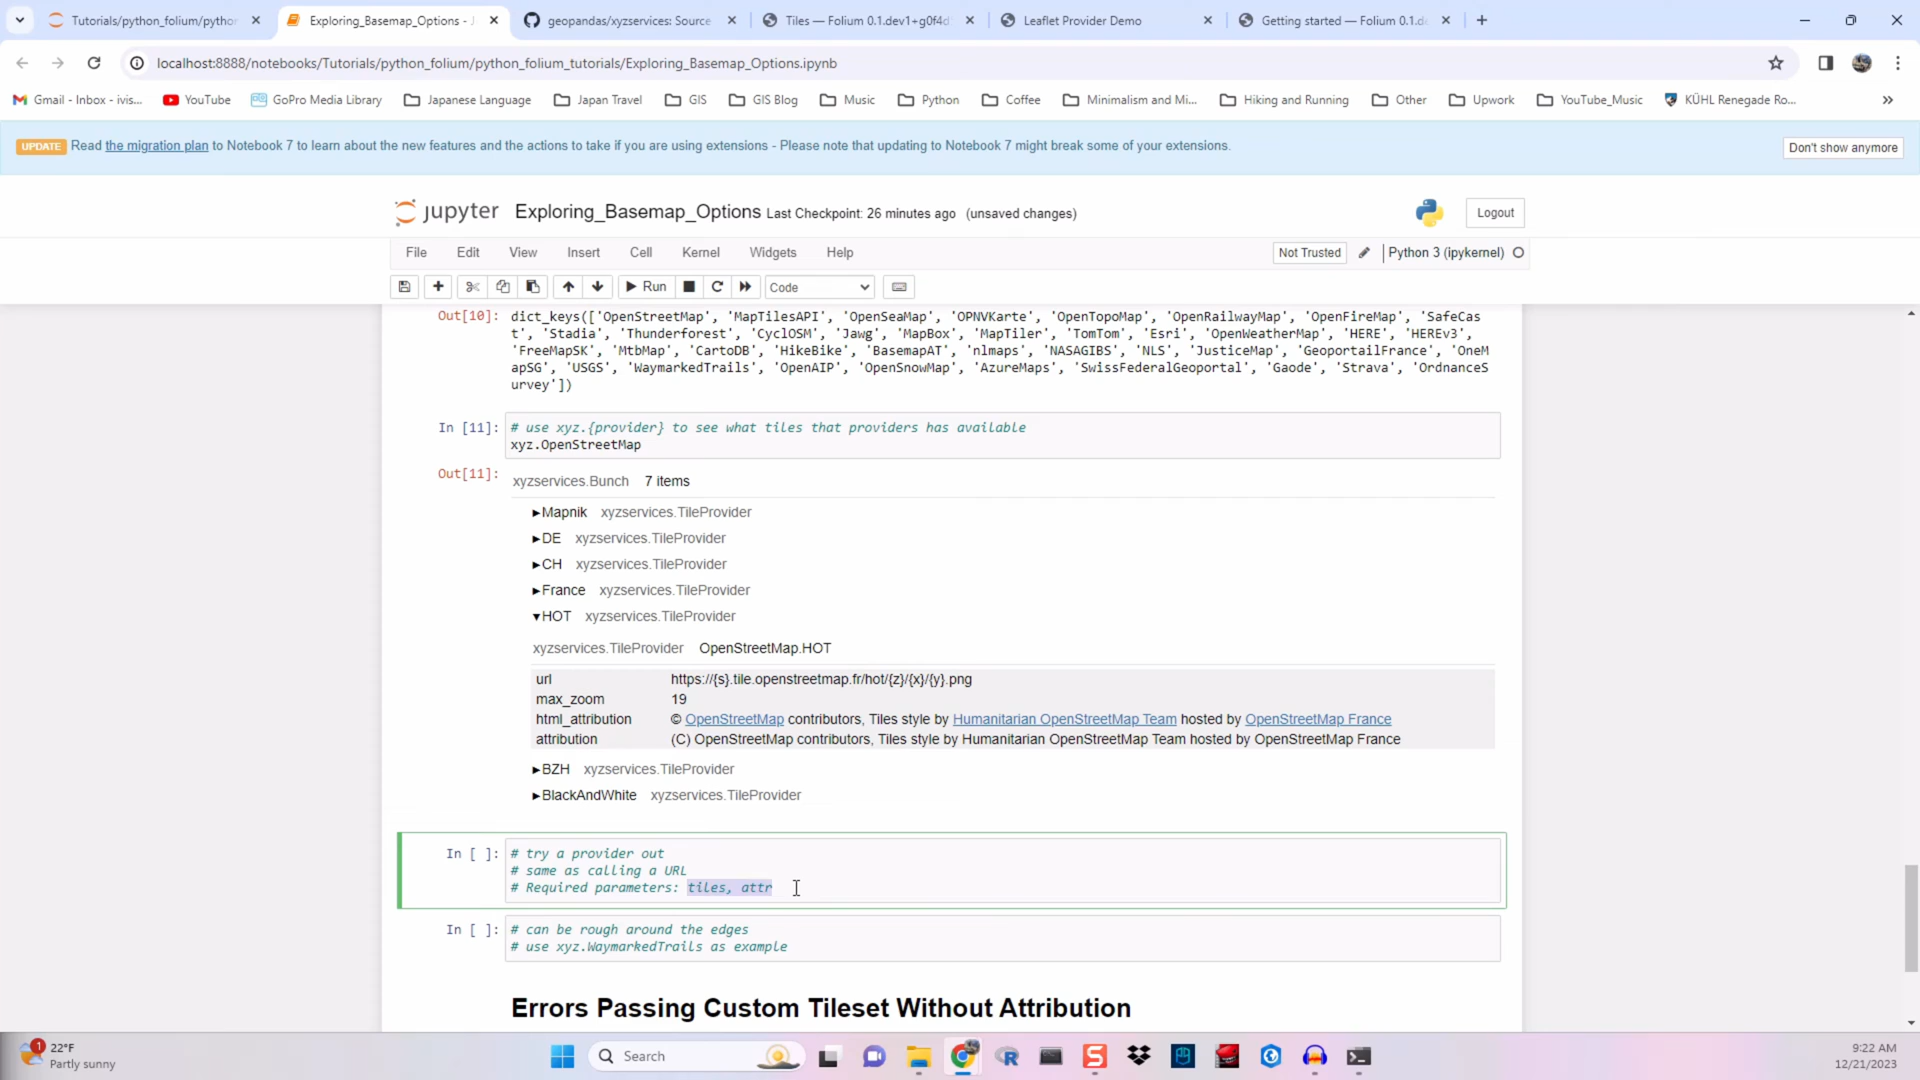 Tutorials/python_folium/python
Exploring_Basemap_Options - J
geopandas/xyzservices: Source
Tiles — Folium 0.1.dev1+g0f4d
Leaflet Provider Demo
Getting started — Folium 0.1.de
localhost:8888/notebooks/Tutorials/python_folium/python_folium_tutorials/Exploring_Basemap_Options.ipynb
Gmail - Inbox - ivis... YouTube GoPro Media Library Japanese Language Japan Travel GIS GIS Blog Music Python Coffee Minimalism and Mi... Hiking and Running Other Upwork YouTube_Music KÜHL Renegade Ro... »
UPDATE Read the migration plan to Notebook 7 to learn about the new features and the actions to take if you are using extensions - Please note that updating to Notebook 7 might break some of your extensions.
Don't show anymore
jupyter Exploring_Basemap_Options Last Checkpoint: 26 minutes ago (unsaved changes)
Logout
File Edit View Insert Cell Kernel Widgets Help
Not Trusted Python 3 (ipykernel)
Run Code
Out[10]: dict_keys(['OpenStreetMap', 'MapTilesAPI', 'OpenSeaMap', 'OPNVKarte', 'OpenTopoMap', 'OpenRailwayMap', 'OpenFireMap', 'SafeCas
t', 'Stadia', 'Thunderforest', 'CyclOSM', 'Jawg', 'MapBox', 'MapTiler', 'TomTom', 'Esri', 'OpenWeatherMap', 'HERE', 'HEREv3',
'FreeMapSK', 'MtbMap', 'CartoDB', 'HikeBike', 'BasemapAT', 'nlmaps', 'NASAGIBS', 'NLS', 'JusticeMap', 'GeoportailFrance', 'OneM
apSG', 'USGS', 'WaymarkedTrails', 'OpenAIP', 'OpenSnowMap', 'AzureMaps', 'SwissFederalGeoportal', 'Gaode', 'Strava', 'OrdnanceS
urvey'])
In [11]: # use xyz.{provider} to see what tiles that providers has available
xyz.OpenStreetMap
Out[11]: xyzservices.Bunch 7 items
▸Mapnik xyzservices.TileProvider
▸DE xyzservices.TileProvider
▸CH xyzservices.TileProvider
▸France xyzservices.TileProvider
▾HOT xyzservices.TileProvider
xyzservices.TileProvider OpenStreetMap.HOT
url https://{s}.tile.openstreetmap.fr/hot/{z}/{x}/{y}.png
max_zoom 19
html_attribution © OpenStreetMap contributors, Tiles style by Humanitarian OpenStreetMap Team hosted by OpenStreetMap France
attribution (C) OpenStreetMap contributors, Tiles style by Humanitarian OpenStreetMap Team hosted by OpenStreetMap France
▸BZH xyzservices.TileProvider
▸BlackAndWhite xyzservices.TileProvider
In [ ]: # try a provider out
# same as calling a URL
# Required parameters: tiles, attr
In [ ]: # can be rough around the edges
# use xyz.WaymarkedTrails as example
Errors Passing Custom Tileset Without Attribution
1
22°F
Partly sunny
Search
9:22 AM
12/21/2023